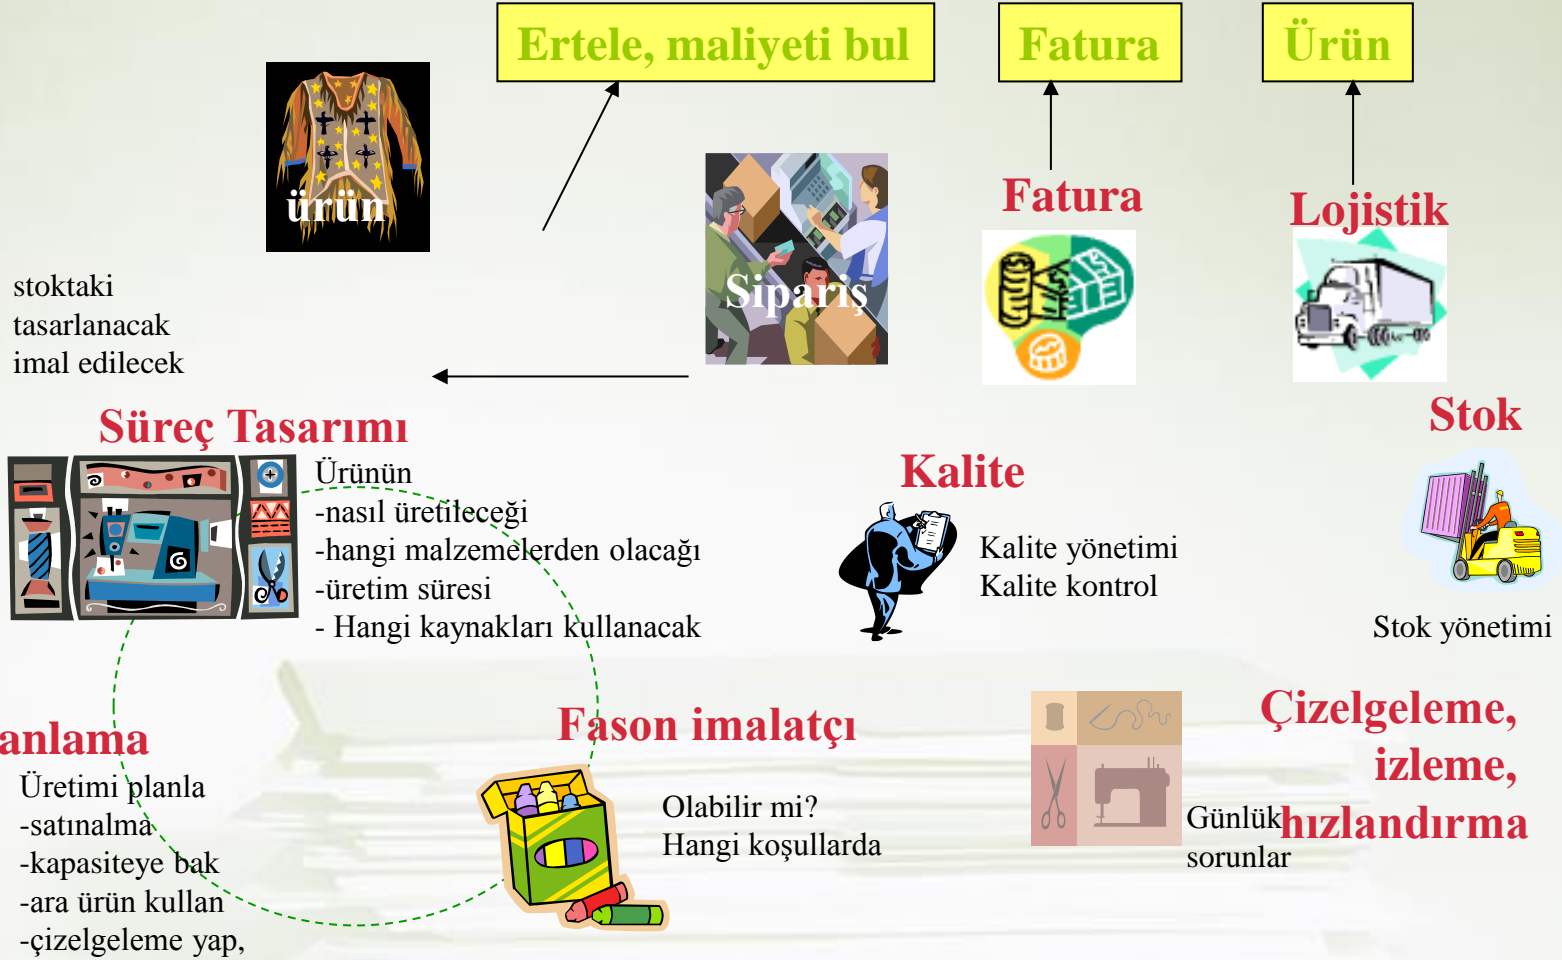 Ertele, maliyeti bul
Fatura
Ürün
ürün
Sipariş
Fatura
Lojistik
stoktaki
tasarlanacak
imal edilecek
Süreç Tasarımı
Ürünün
-nasıl üretileceği
-hangi malzemelerden olacağı
-üretim süresi
- Hangi kaynakları kullanacak
Kalite
Kalite yönetimi
Kalite kontrol
Stok
Stok yönetimi
anlama
Üretimi planla
-satınalma
-kapasiteye bak
-ara ürün kullan
-çizelgeleme yap,
Fason imalatçı
Olabilir mi?
Hangi koşullarda
Çizelgeleme,
izleme,
hızlandırma
Günlük
sorunlar